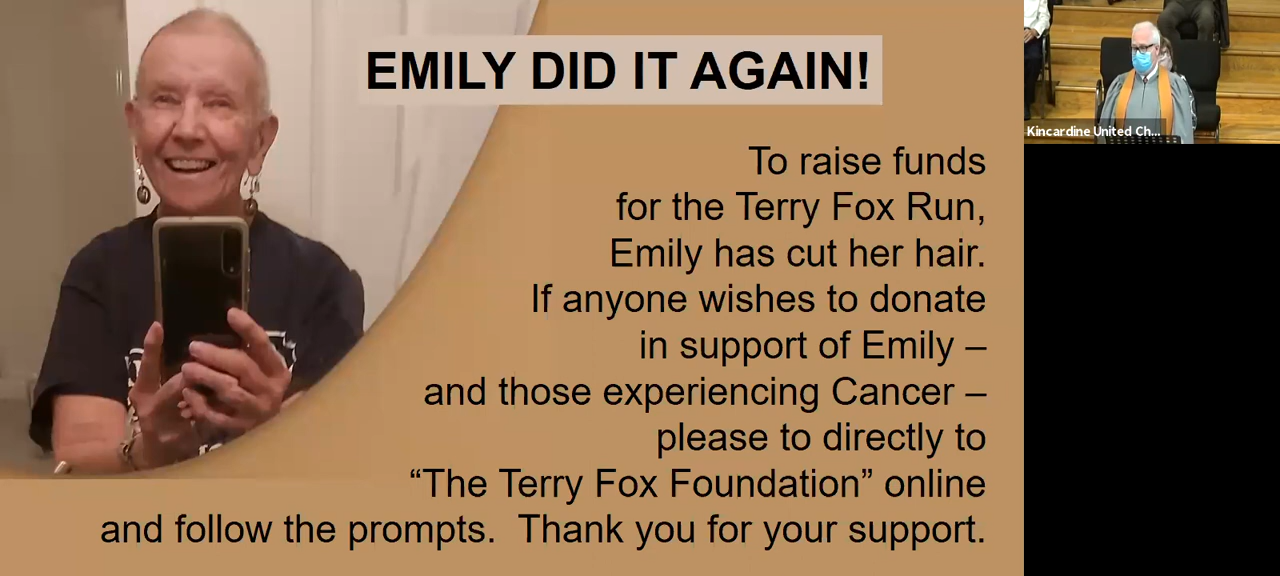 EMILY DID IT AGAIN!
To raise funds
for the Terry Fox Run,
Emily has cut her hair.
If anyone wishes to donate
in support of Emily –
and those experiencing Cancer –
please to directly to
“The Terry Fox Foundation” online
and follow the prompts.  Thank you for your support.
Kincardine United Ch...